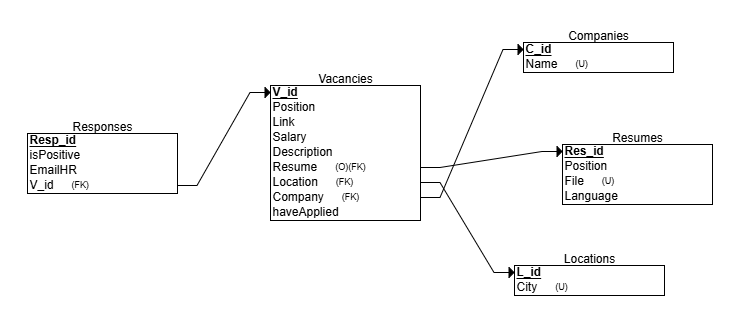 Responses
Resp_id
isPositive
EmailHR
V_id (FK)
Vacancies
V_id
Position
Link
Salary
Description
Resume (O)(FK)
Location (FK)
Company (FK)
haveApplied
Companies
C_id
Name (U)
Resumes
Res_id
Position
File (U)
Language
Locations
L_id
City (U)